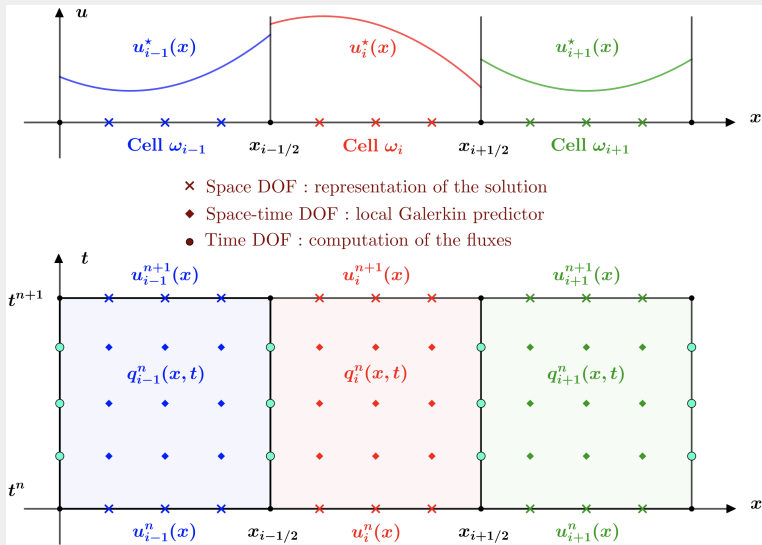 u
u^⋆_{i−1}(x) u^⋆_i(x) u^⋆_{i+1}(x)
x
Cell ω_{i−1} x_{i−1/2} Cell ω_i x_{i+1/2} Cell ω_{i+1}
Space DOF : representation of the solution
Space-time DOF : local Galerkin predictor
Time DOF : computation of the fluxes
t
u^{n+1}_{i−1}(x) u^{n+1}_i(x) u^{n+1}_{i+1}(x)
t^{n+1}
q^n_{i−1}(x, t) q^n_i(x, t) q^n_{i+1}(x, t)
t^n
x
u^n_{i−1}(x) x_{i−1/2} u^n_i(x) x_{i+1/2} u^n_{i+1}(x)